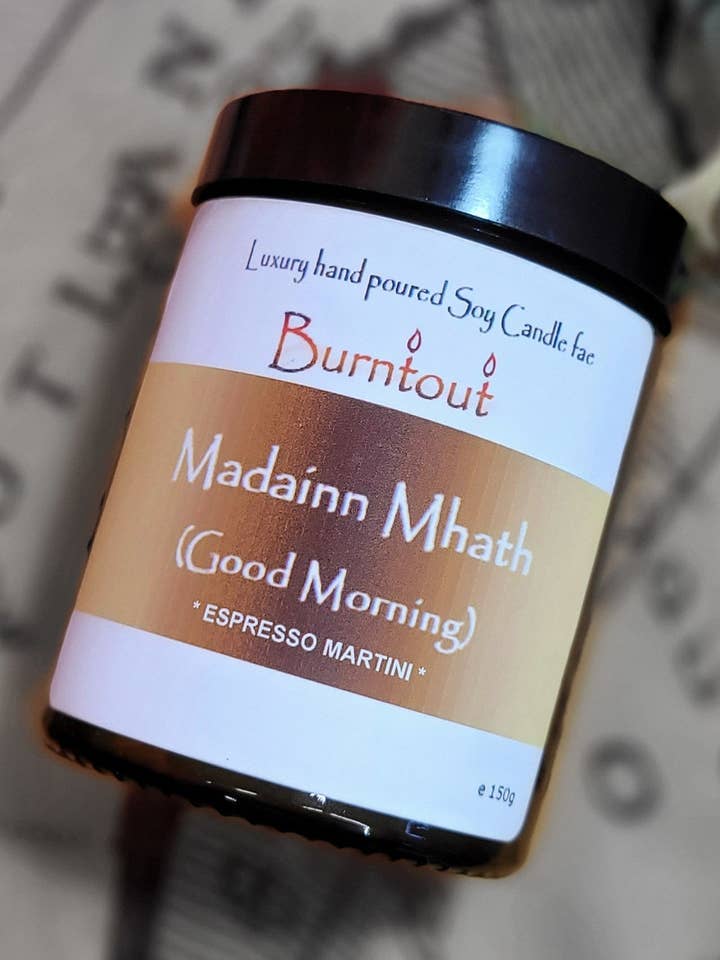 Luxury hand poured Soy Candle fae
Burntout
Madainn Mhath
(Good Morning)
* ESPRESSO MARTINI *
e 150g